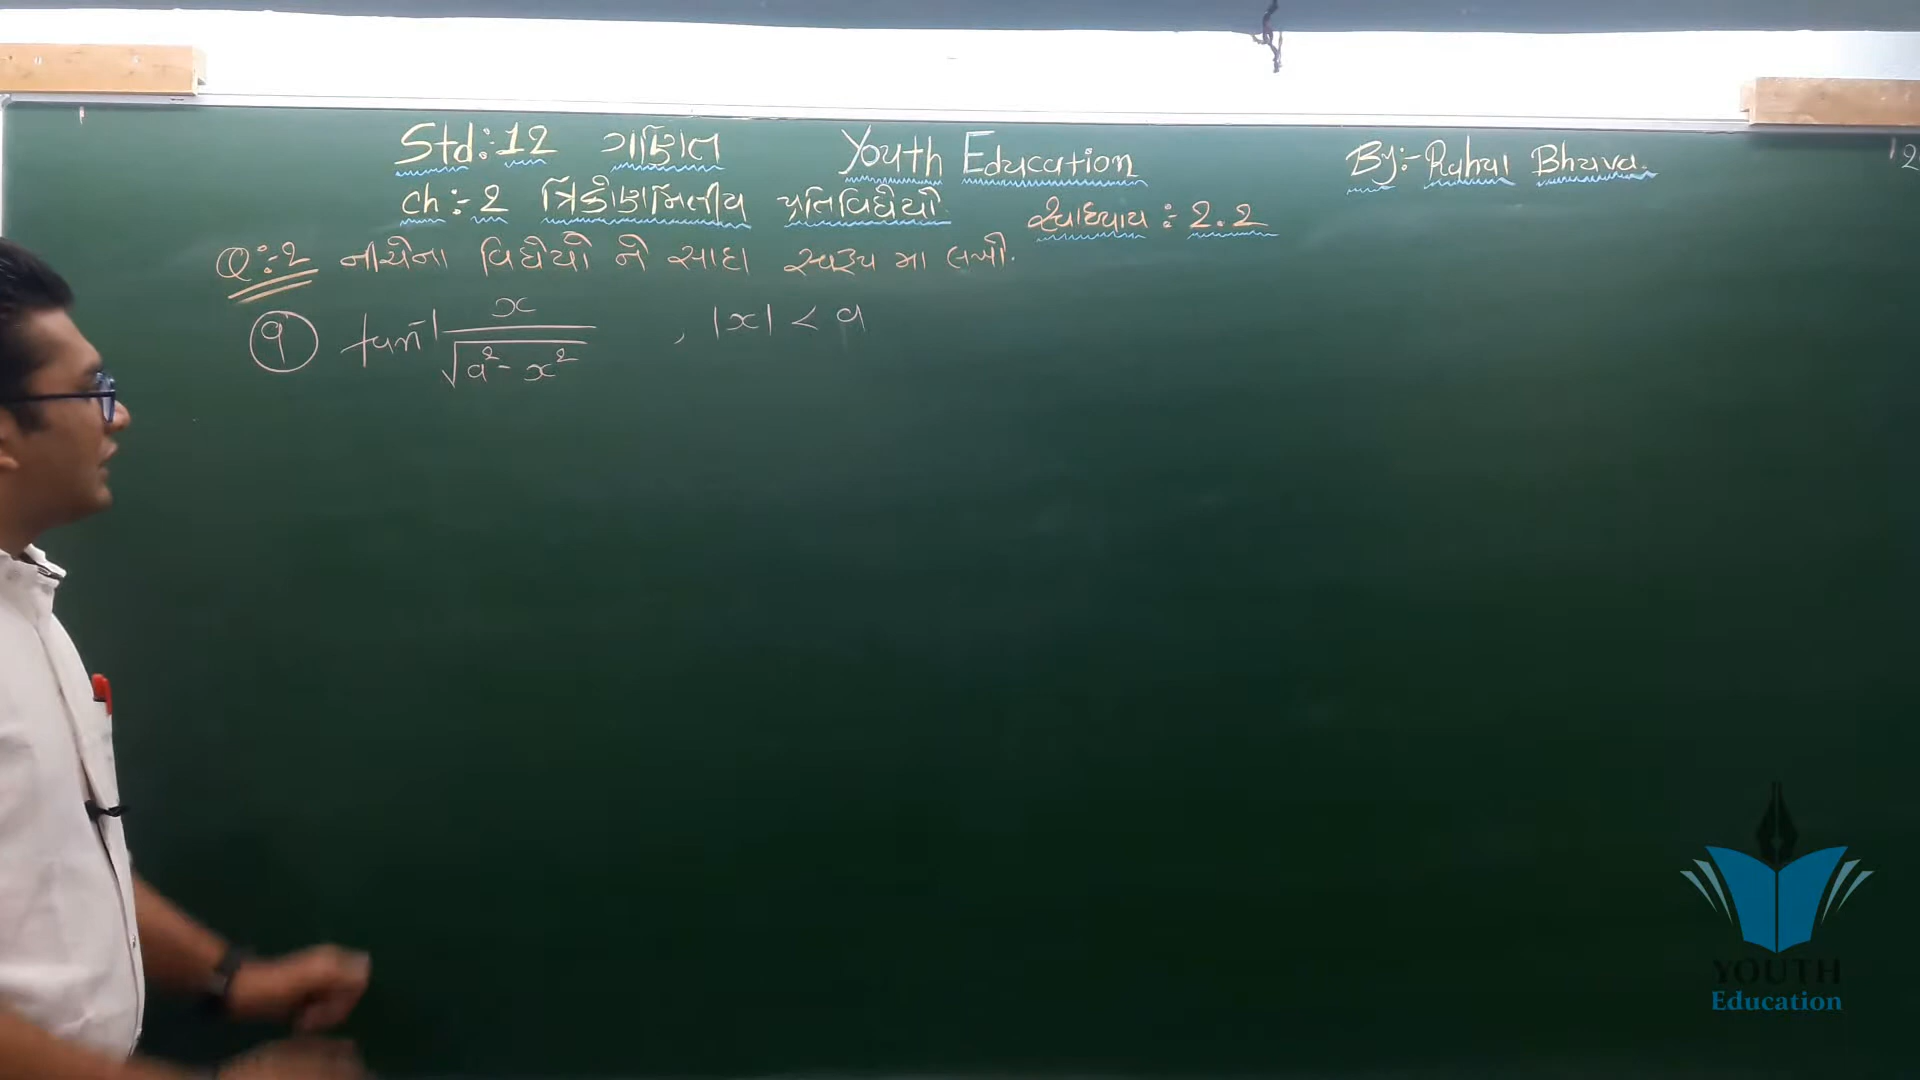 Std:-12 ગણિત Youth Education By:- Rahul Bhuva.
ch:-2 ત્રિકોણમિતીય પ્રતિવિધેયો સ્વાધ્યાય :- 2.2
Q:-2 નીચેના વિધેયો ને સાદા સ્વરૂપ મા લખો.
9 tan⁻¹ x / √(a² - x²) , |x| < a
YOUTH
Education